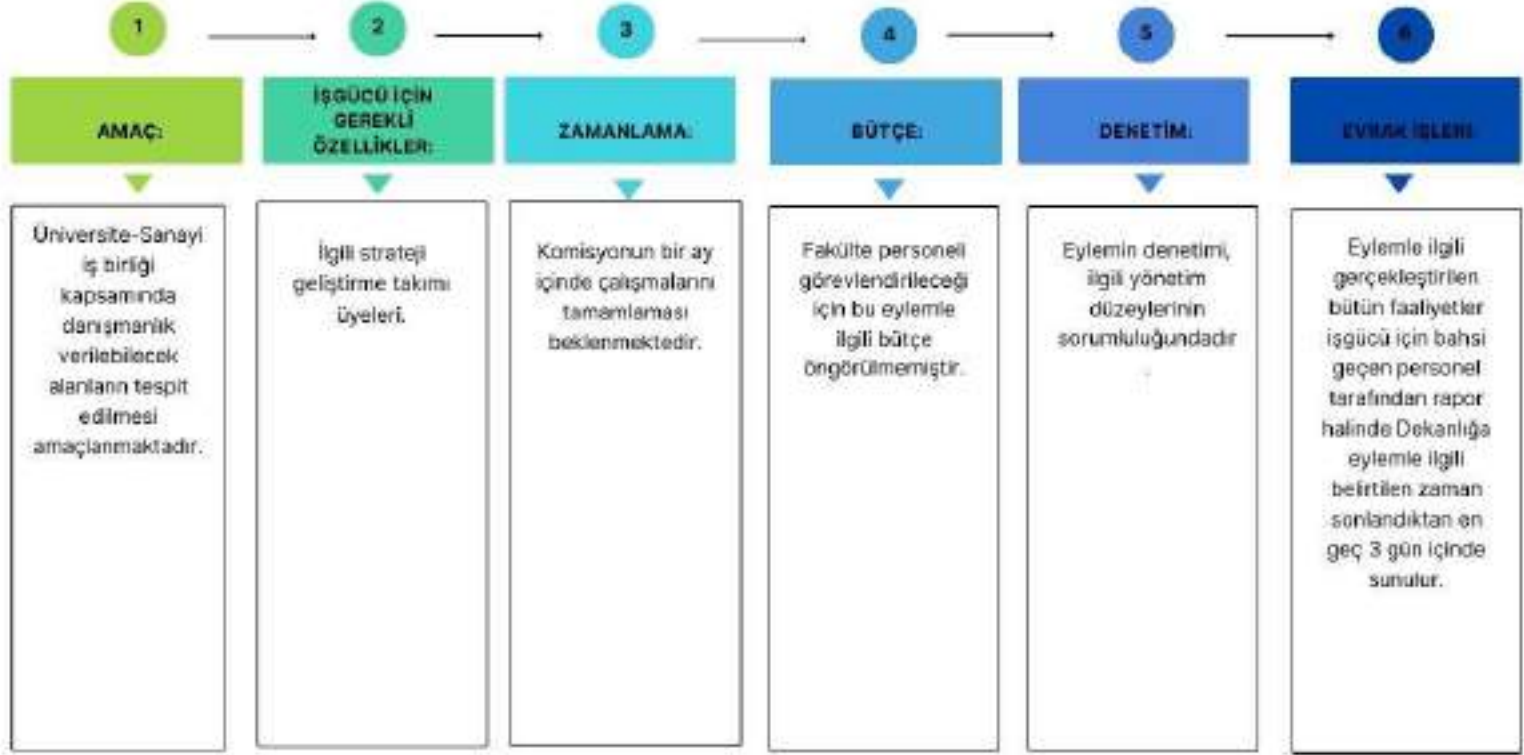 1
2
3
4
5
6
AMAÇ:
İŞGÜCÜ İÇİN
GEREKLİ
ÖZELLİKLER:
ZAMANLAMA:
BÜTÇE:
DENETİM:
EVRAK İŞLERİ:
Üniversite-Sanayi
iş birliği
kapsamında
danışmanlık
verilebilecek
alanların tespit
edilmesi
amaçlanmaktadır.
İlgili strateji
geliştirme takımı
üyeleri.
Komisyonun bir ay
içinde çalışmalarını
tamamlaması
beklenmektedir.
Fakülte personeli
görevlendirileceği
için bu eylemle
ilgili bütçe
öngörülmemiştir.
Eylemin denetimi,
ilgili yönetim
düzeylerinin
sorumluluğundadır
.
Eylemle ilgili
gerçekleştirilen
bütün faaliyetler
işgücü için bahsi
geçen personel
tarafından rapor
halinde Dekanlığa
eylemle ilgili
belirtilen zaman
sonlandıktan en
geç 3 gün içinde
sunulur.